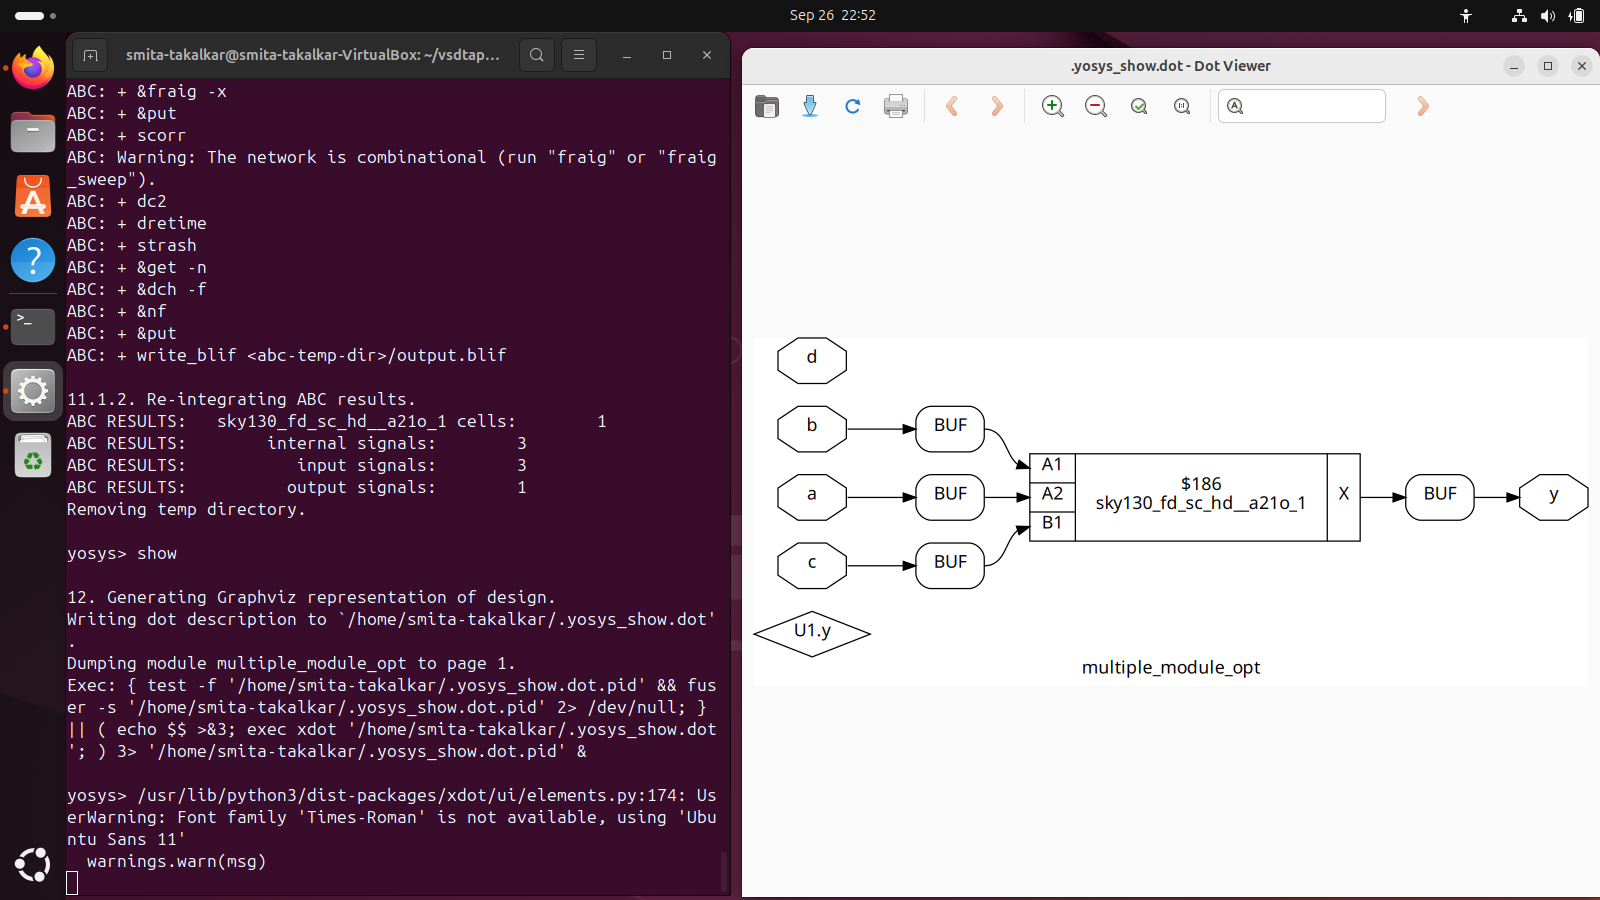 Sep 26 22:52
smita-takalkar@smita-takalkar-VirtualBox: ~/vsdtap...
ABC: + &fraig -x
ABC: + &put
ABC: + scorr
ABC: Warning: The network is combinational (run "fraig" or "fraig
_sweep").
ABC: + dc2
ABC: + dretime
ABC: + strash
ABC: + &get -n
ABC: + &dch -f
ABC: + &nf
ABC: + &put
ABC: + write_blif <abc-temp-dir>/output.blif
11.1.2. Re-integrating ABC results.
ABC RESULTS:   sky130_fd_sc_hd__a21o_1 cells:        1
ABC RESULTS:        internal signals:        3
ABC RESULTS:           input signals:        3
ABC RESULTS:          output signals:        1
Removing temp directory.
yosys> show
12. Generating Graphviz representation of design.
Writing dot description to `/home/smita-takalkar/.yosys_show.dot'
.
Dumping module multiple_module_opt to page 1.
Exec: { test -f '/home/smita-takalkar/.yosys_show.dot.pid' && fus
er -s '/home/smita-takalkar/.yosys_show.dot.pid' 2> /dev/null; }
|| ( echo $$ >&3; exec xdot '/home/smita-takalkar/.yosys_show.dot
'; ) 3> '/home/smita-takalkar/.yosys_show.dot.pid' &
yosys> /usr/lib/python3/dist-packages/xdot/ui/elements.py:174: Us
erWarning: Font family 'Times-Roman' is not available, using 'Ubu
ntu Sans 11'
  warnings.warn(msg)
.yosys_show.dot - Dot Viewer
d
b
BUF
a
BUF
c
BUF
U1.y
A1
A2
B1
$186
sky130_fd_sc_hd__a21o_1
X
BUF
y
multiple_module_opt